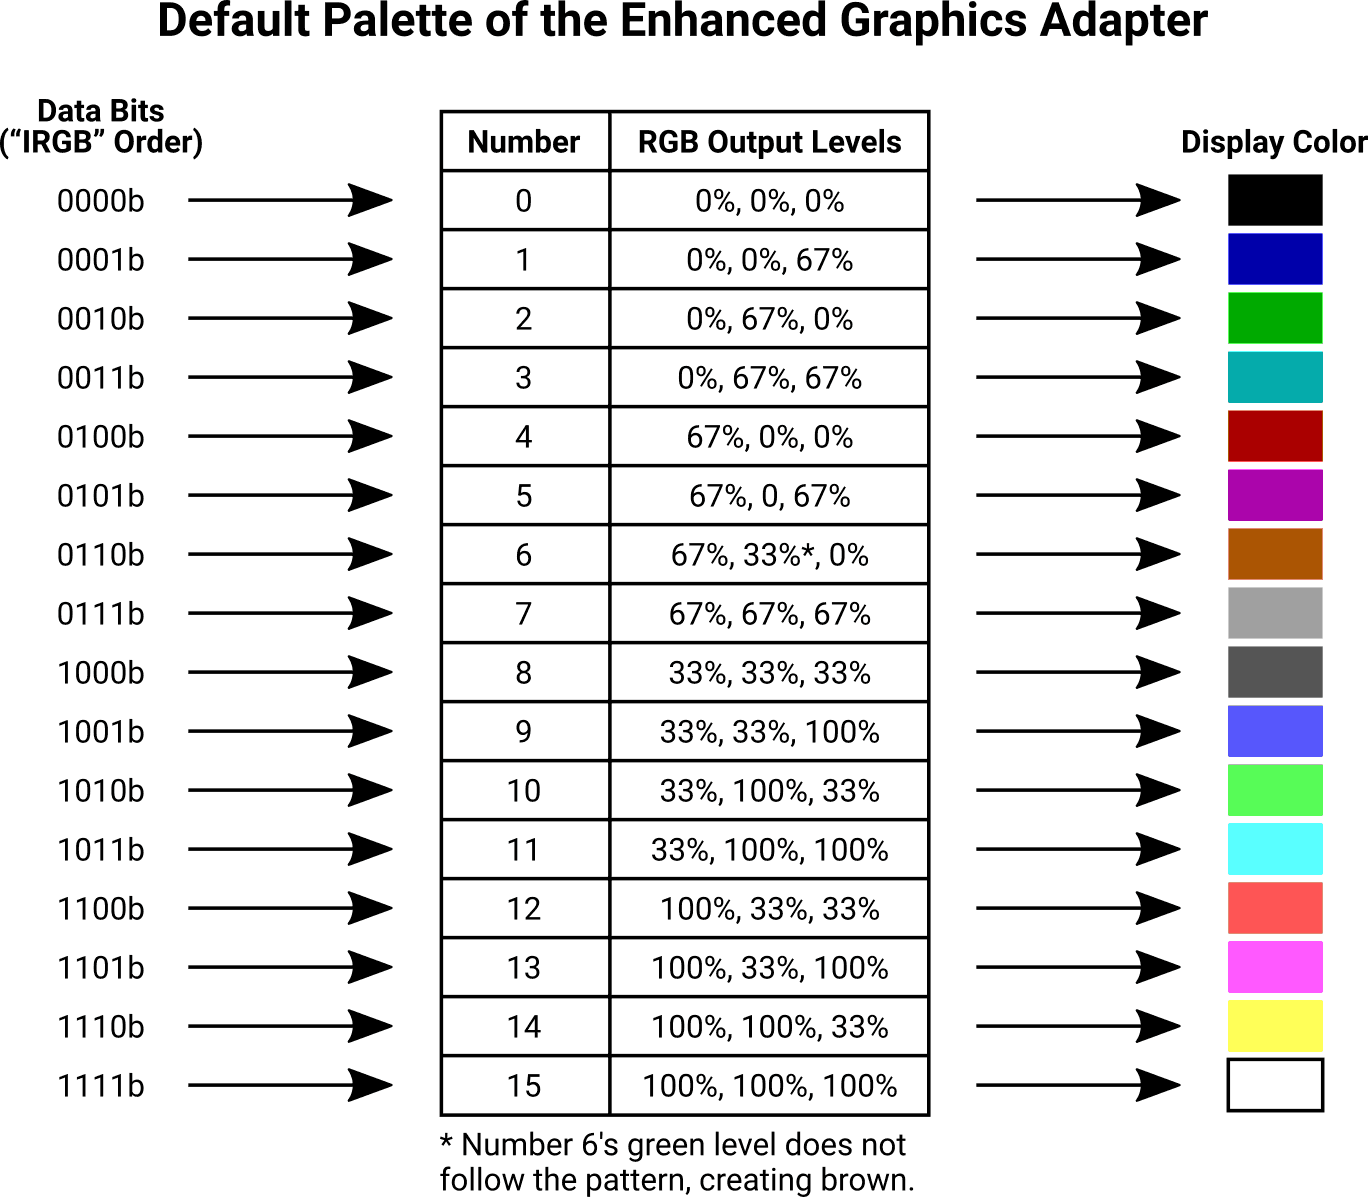 Default Palette of the Enhanced Graphics Adapter
Data Bits
(“IRGB” Order)
Number RGB Output Levels Display Color
0000b 0 0%, 0%, 0%
0001b 1 0%, 0%, 67%
0010b 2 0%, 67%, 0%
0011b 3 0%, 67%, 67%
0100b 4 67%, 0%, 0%
0101b 5 67%, 0, 67%
0110b 6 67%, 33%*, 0%
0111b 7 67%, 67%, 67%
1000b 8 33%, 33%, 33%
1001b 9 33%, 33%, 100%
1010b 10 33%, 100%, 33%
1011b 11 33%, 100%, 100%
1100b 12 100%, 33%, 33%
1101b 13 100%, 33%, 100%
1110b 14 100%, 100%, 33%
1111b 15 100%, 100%, 100%
* Number 6's green level does not
follow the pattern, creating brown.